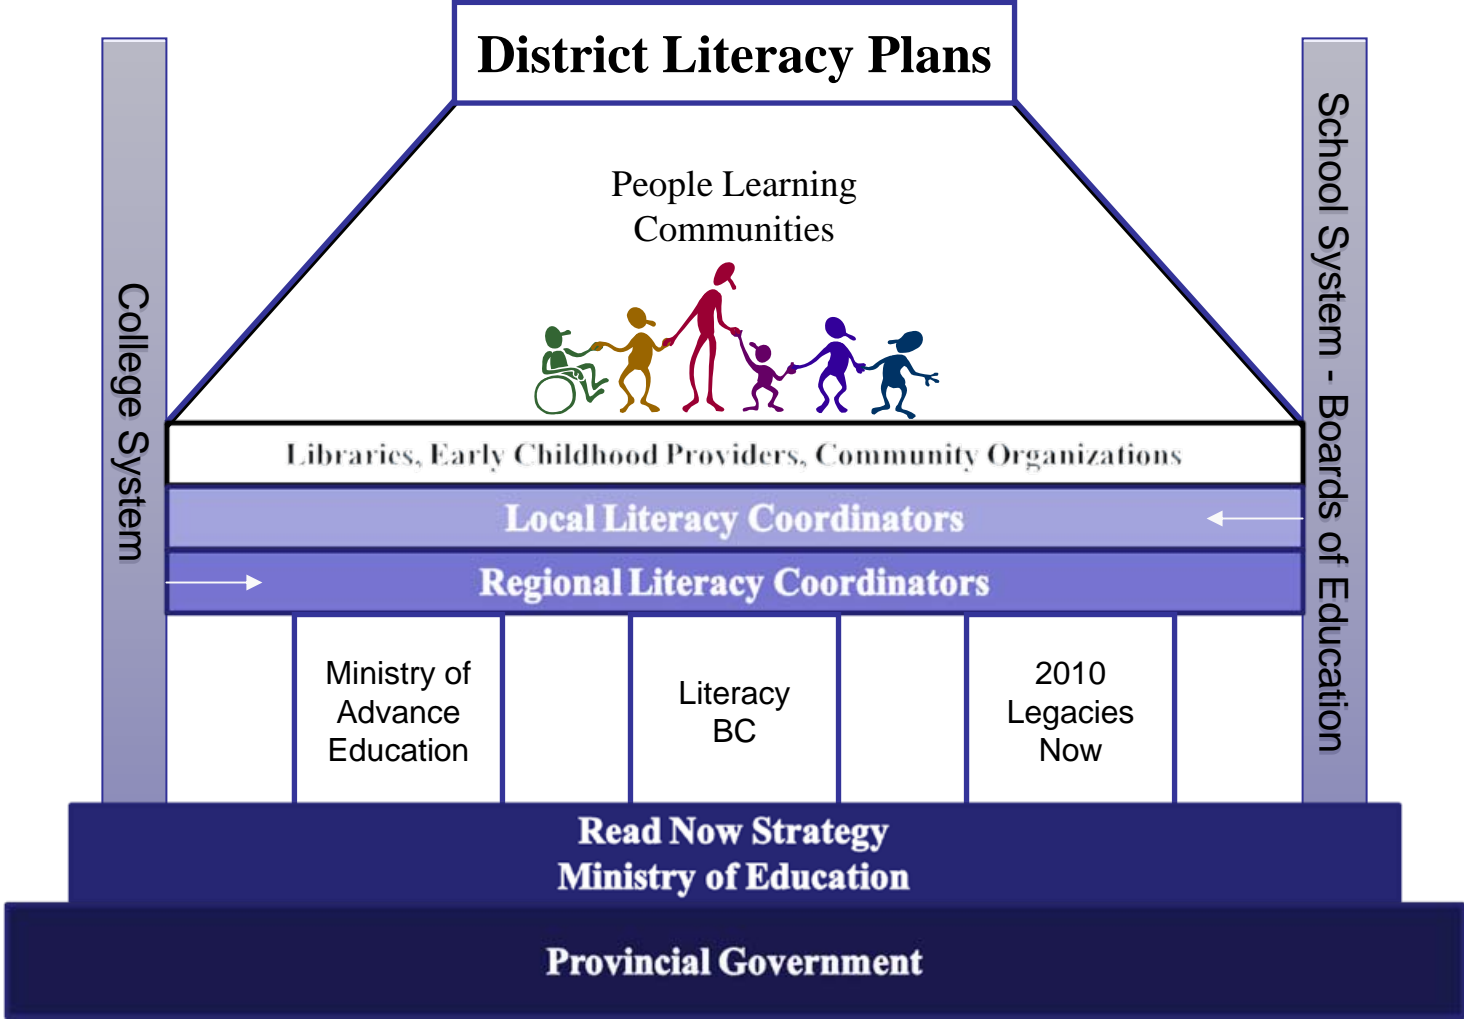 District Literacy Plans
People Learning
Communities
College System
School System - Boards of Education
Libraries, Early Childhood Providers, Community Organizations
Local Literacy Coordinators
Regional Literacy Coordinators
Ministry of
Advance
Education
Literacy
BC
2010
Legacies
Now
Read Now Strategy
Ministry of Education
Provincial Government